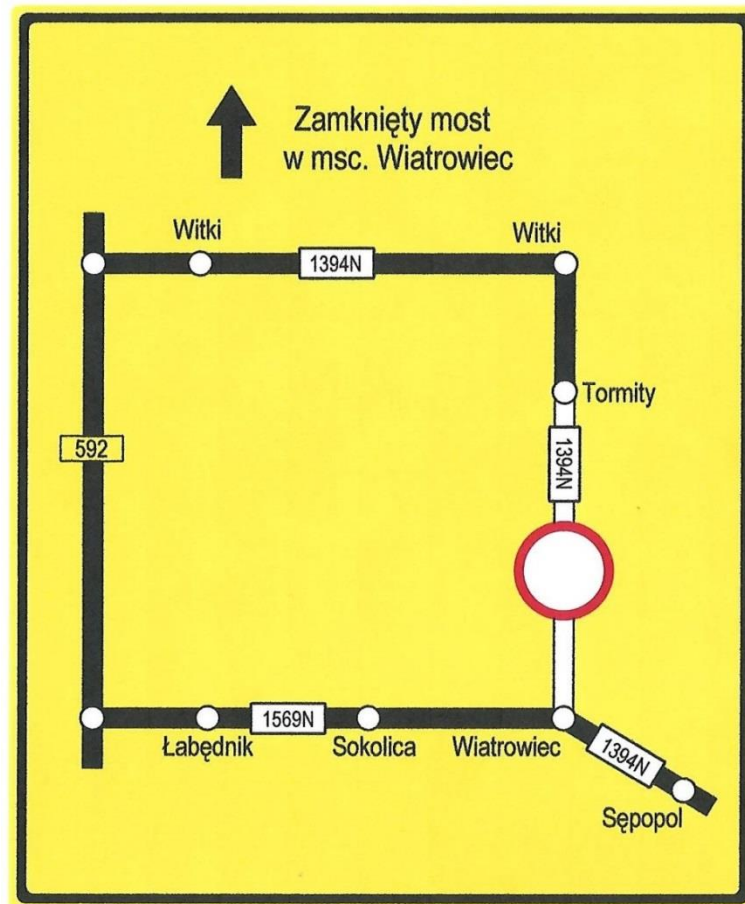 Zamknięty most
w msc. Wiatrowiec
Witki
Witki
1394N
Tormity
592
1394N
1569N
Łabędnik
Sokolica
Wiatrowiec
1394N
Sępopol